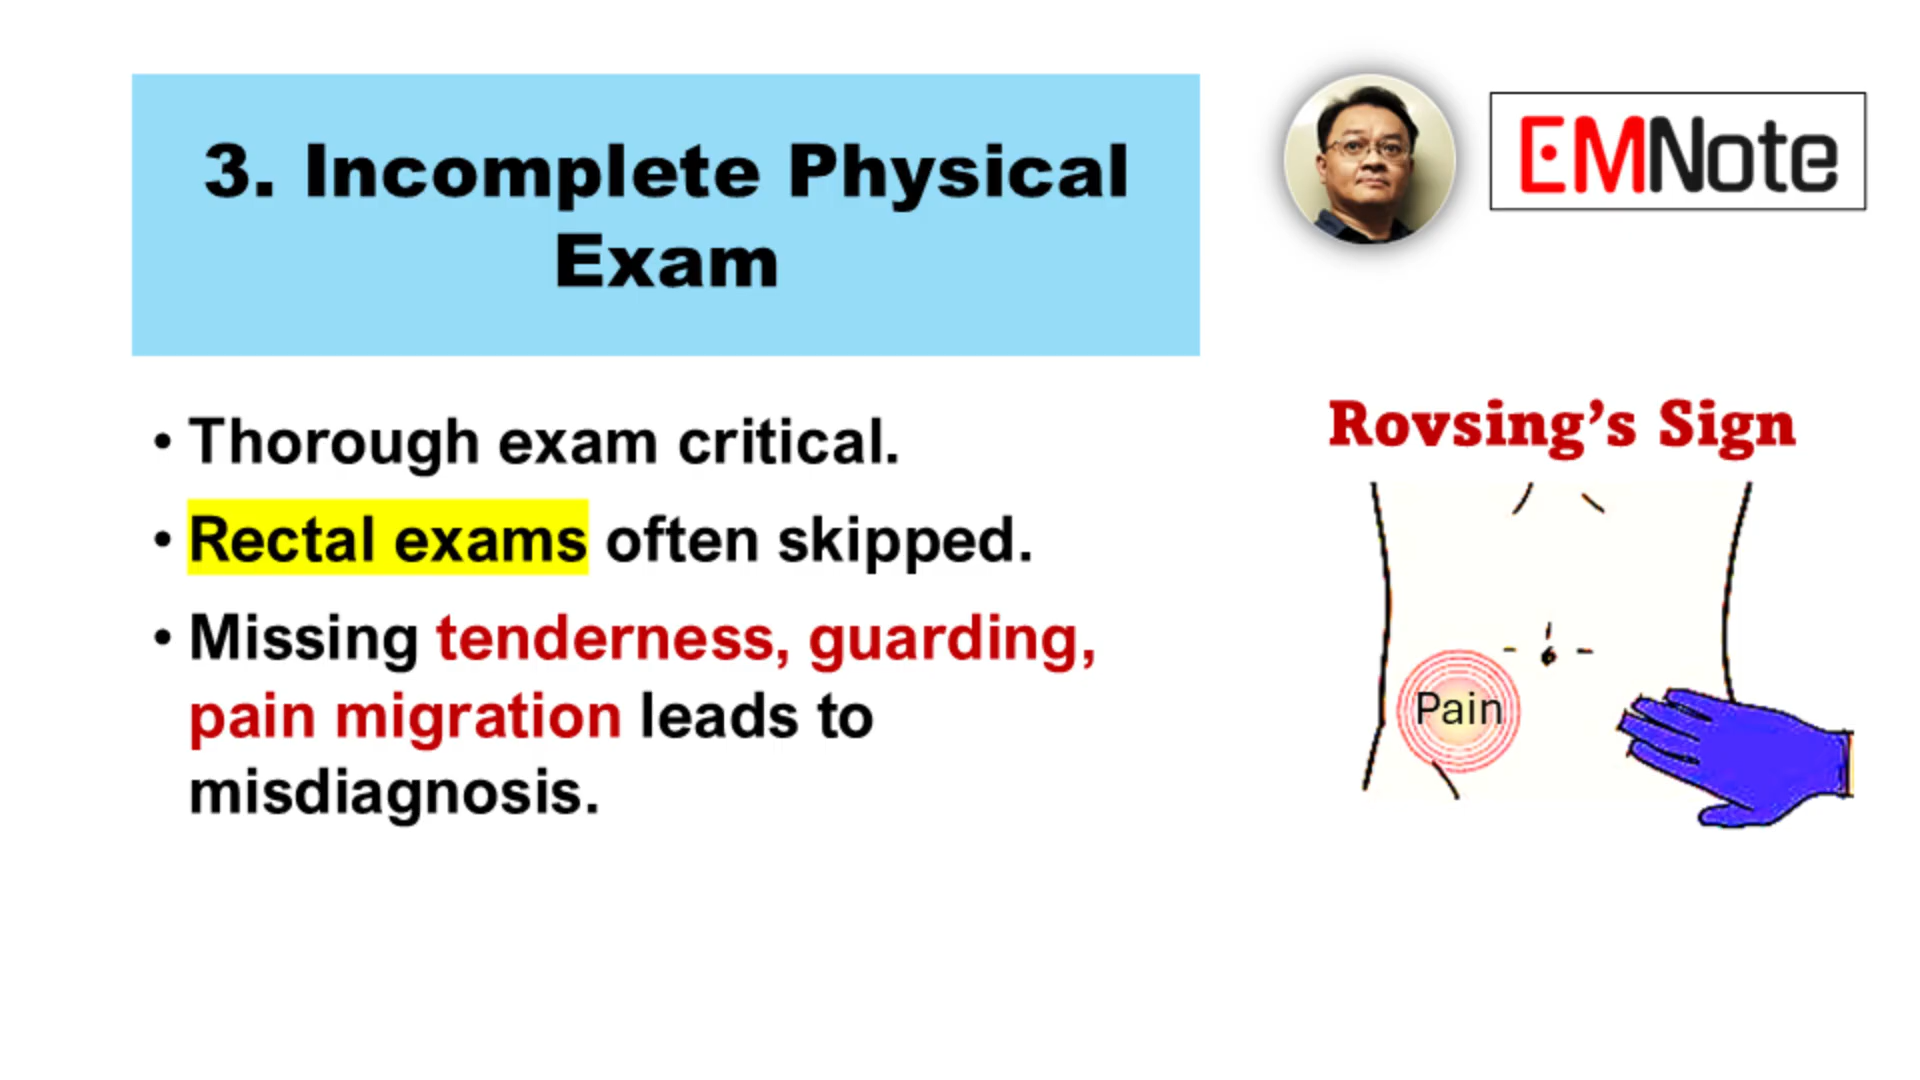 3. Incomplete Physical
Exam
EMNote
• Thorough exam critical.
• Rectal exams often skipped.
• Missing tenderness, guarding,
pain migration leads to
misdiagnosis.
Rovsing’s Sign
Pain